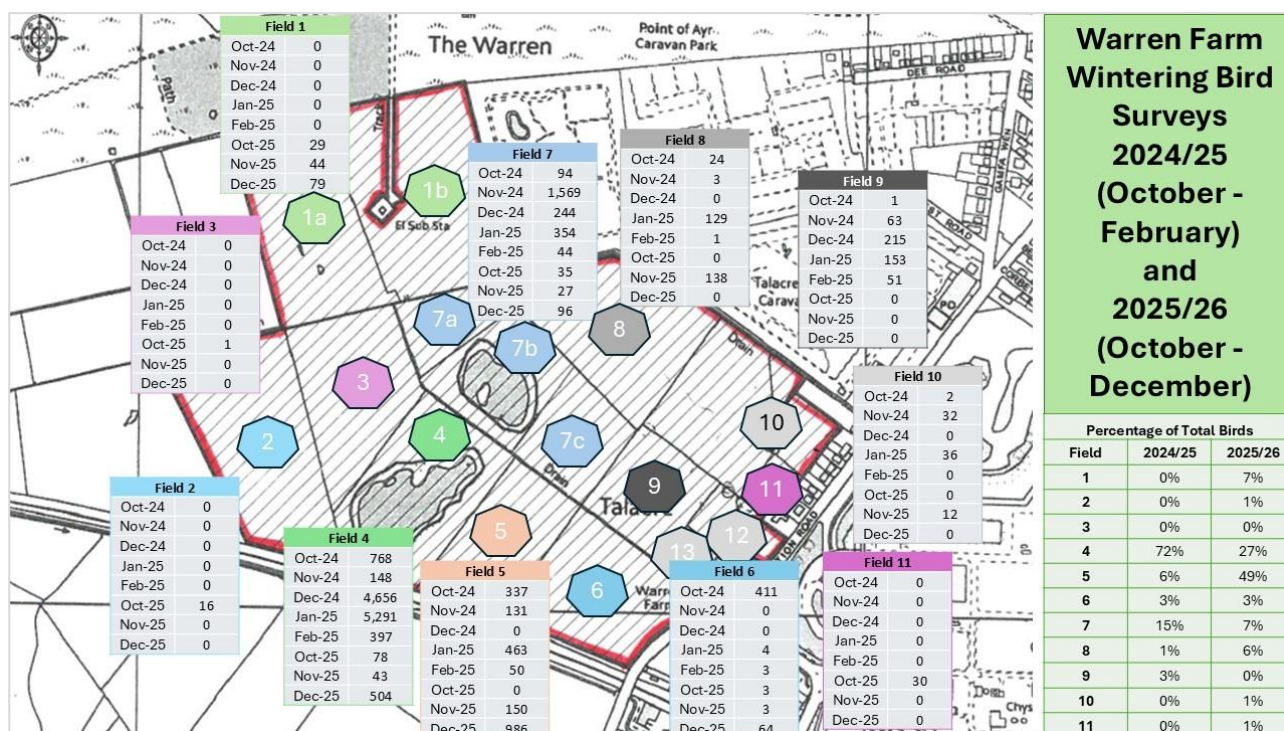 Field 1
Oct-24 0
Nov-24 0
Dec-24 0
Jan-25 0
Feb-25 0
Oct-25 29
Nov-25 44
Dec-25 79
The Warren
Point of Ayr
Caravan Park
DEE ROAD
GAMFA WEN
Path
Track
1a
1b
El Sub Sta
Field 7
Oct-24 94
Nov-24 1,569
Dec-24 244
Jan-25 354
Feb-25 44
Oct-25 35
Nov-25 27
Dec-25 96
Field 8
Oct-24 24
Nov-24 3
Dec-24 0
Jan-25 129
Feb-25 1
Oct-25 0
Nov-25 138
Dec-25 0
Field 9
Oct-24 1
Nov-24 63
Dec-24 215
Jan-25 153
Feb-25 51
Oct-25 0
Nov-25 0
Dec-25 0
ROAD
PO
Field 3
Oct-24 0
Nov-24 0
Dec-24 0
Jan-25 0
Feb-25 0
Oct-25 1
Nov-25 0
Dec-25 0
7a
7b
8
Drain
3
2
4
7c
10
Drain
9
11
5
12
13
6
Field 10
Oct-24 2
Nov-24 32
Dec-24 0
Jan-25 36
Feb-25 0
Oct-25 0
Nov-25 12
Dec-25 0
Field 2
Oct-24 0
Nov-24 0
Dec-24 0
Jan-25 0
Feb-25 0
Oct-25 16
Nov-25 0
Dec-25 0
Field 4
Oct-24 768
Nov-24 148
Dec-24 4,656
Jan-25 5,291
Feb-25 397
Oct-25 78
Nov-25 43
Dec-25 504
Field 5
Oct-24 337
Nov-24 131
Dec-24 0
Jan-25 463
Feb-25 50
Oct-25 0
Nov-25 150
Dec-25 986
Field 6
Oct-24 411
Nov-24 0
Dec-24 0
Jan-25 4
Feb-25 3
Oct-25 3
Nov-25 3
Dec-25 64
Field 11
Oct-24 0
Nov-24 0
Dec-24 0
Jan-25 0
Feb-25 0
Oct-25 30
Nov-25 0
Dec-25 0
Warren Farm
Wintering Bird
Surveys
2024/25
(October -
February)
and
2025/26
(October -
December)
Percentage of Total Birds
Field 2024/25 2025/26
1 0% 7%
2 0% 1%
3 0% 0%
4 72% 27%
5 6% 49%
6 3% 3%
7 15% 7%
8 1% 6%
9 3% 0%
10 0% 1%
11 0% 1%